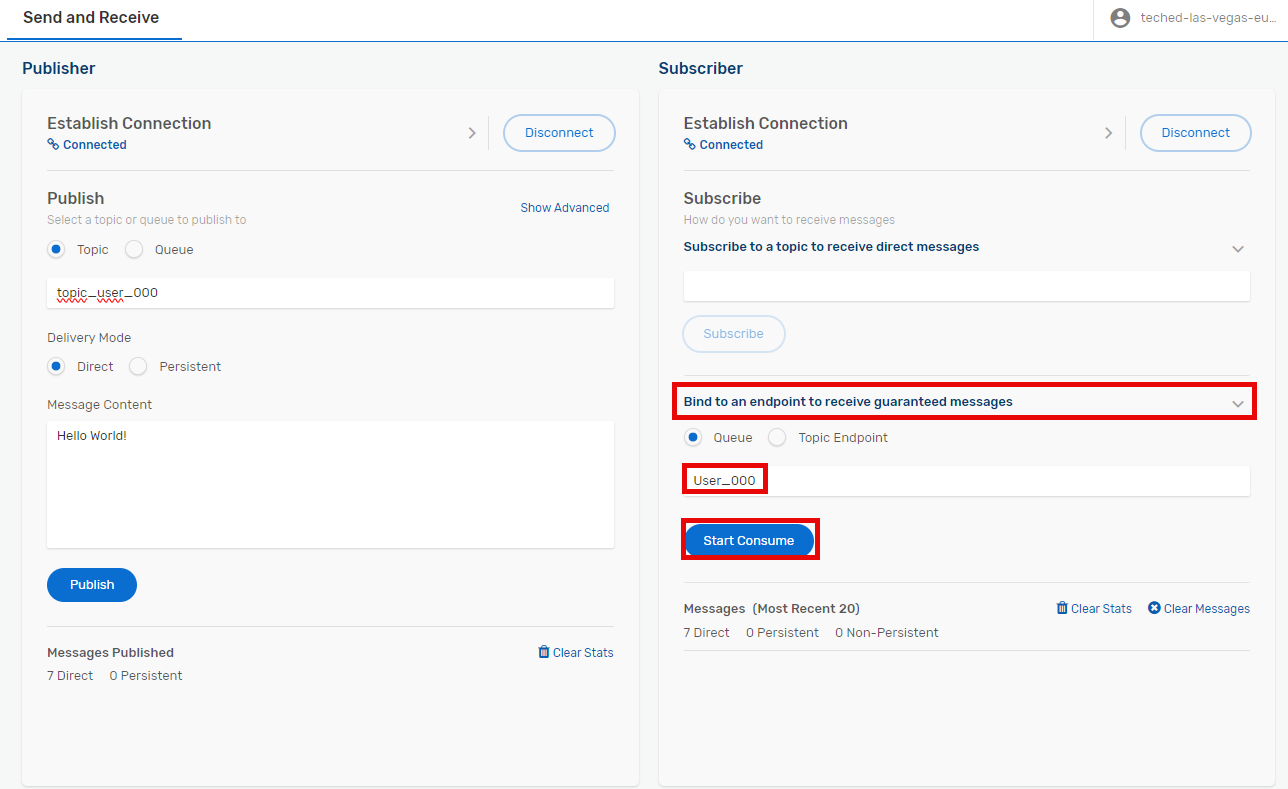 Send and Receive
teched-las-vegas-eu...
Publisher
Establish Connection
Connected
Disconnect
Publish
Select a topic or queue to publish to
Show Advanced
Topic
Queue
topic_user_000
Delivery Mode
Direct
Persistent
Message Content
Hello World!
Publish
Messages Published
Clear Stats
7 Direct 0 Persistent
Subscriber
Establish Connection
Connected
Disconnect
Subscribe
How do you want to receive messages
Subscribe to a topic to receive direct messages
Subscribe
Bind to an endpoint to receive guaranteed messages
Queue
Topic Endpoint
User_000
Start Consume
Messages (Most Recent 20)
Clear Stats
Clear Messages
7 Direct 0 Persistent 0 Non-Persistent